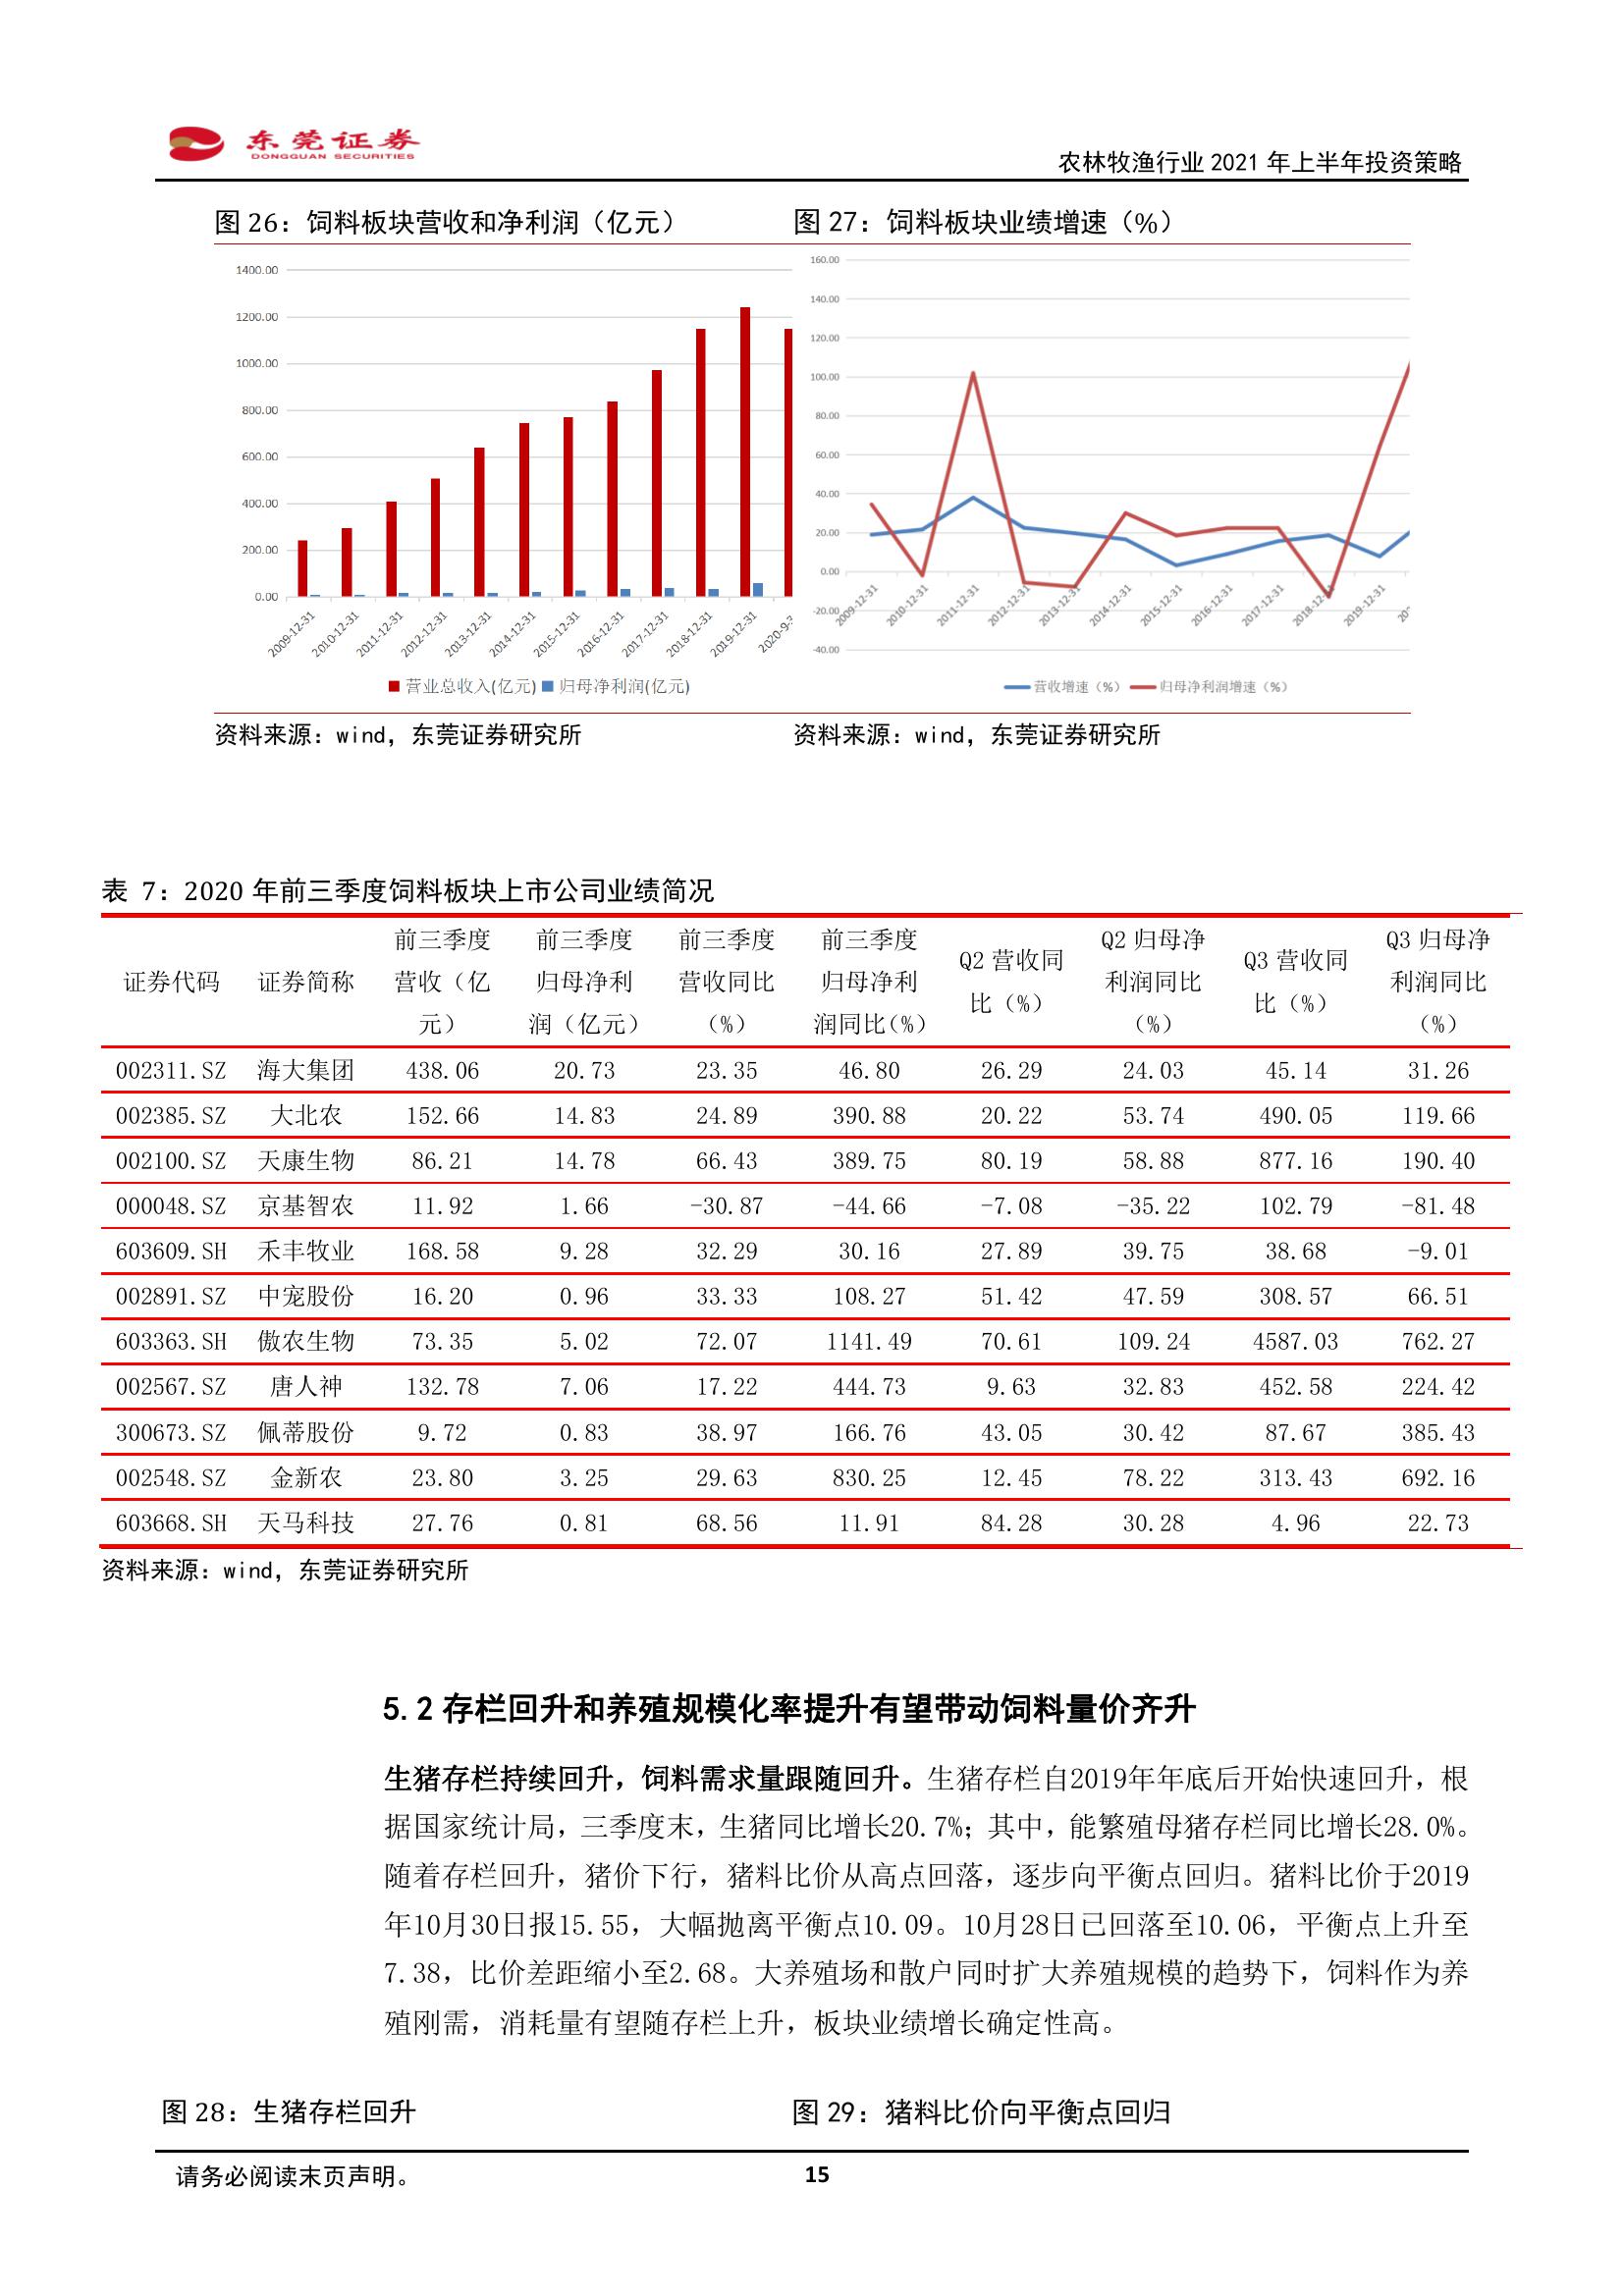 东莞证券
DONGGUAN SECURITIES
农林牧渔行业 2021 年上半年投资策略
图 26：饲料板块营收和净利润（亿元）
图 27：饲料板块业绩增速（%）
1400.00
1200.00
1000.00
800.00
600.00
400.00
200.00
0.00
2009-12-31
2010-12-31
2011-12-31
2012-12-31
2013-12-31
2014-12-31
2015-12-31
2016-12-31
2017-12-31
2018-12-31
2019-12-31
2020-9-
营业总收入(亿元) 归母净利润(亿元)
160.00
140.00
120.00
100.00
80.00
60.00
40.00
20.00
0.00
-20.00
-40.00
2009-12-31
2010-12-31
2011-12-31
2012-12-31
2013-12-31
2014-12-31
2015-12-31
2016-12-31
2017-12-31
2018-12-31
2019-12-31
20
营收增速（%） 归母净利润增速（%）
资料来源：wind，东莞证券研究所
资料来源：wind，东莞证券研究所
表 7：2020 年前三季度饲料板块上市公司业绩简况
证券代码 证券简称 前三季度营收（亿元） 前三季度归母净利润（亿元） 前三季度营收同比（%） 前三季度归母净利润同比(%) Q2 营收同比（%） Q2 归母净利润同比（%） Q3 营收同比（%） Q3 归母净利润同比（%）
002311.SZ 海大集团 438.06 20.73 23.35 46.80 26.29 24.03 45.14 31.26
002385.SZ 大北农 152.66 14.83 24.89 390.88 20.22 53.74 490.05 119.66
002100.SZ 天康生物 86.21 14.78 66.43 389.75 80.19 58.88 877.16 190.40
000048.SZ 京基智农 11.92 1.66 -30.87 -44.66 -7.08 -35.22 102.79 -81.48
603609.SH 禾丰牧业 168.58 9.28 32.29 30.16 27.89 39.75 38.68 -9.01
002891.SZ 中宠股份 16.20 0.96 33.33 108.27 51.42 47.59 308.57 66.51
603363.SH 傲农生物 73.35 5.02 72.07 1141.49 70.61 109.24 4587.03 762.27
002567.SZ 唐人神 132.78 7.06 17.22 444.73 9.63 32.83 452.58 224.42
300673.SZ 佩蒂股份 9.72 0.83 38.97 166.76 43.05 30.42 87.67 385.43
002548.SZ 金新农 23.80 3.25 29.63 830.25 12.45 78.22 313.43 692.16
603668.SH 天马科技 27.76 0.81 68.56 11.91 84.28 30.28 4.96 22.73
资料来源：wind，东莞证券研究所
5.2 存栏回升和养殖规模化率提升有望带动饲料量价齐升
生猪存栏持续回升，饲料需求量跟随回升。生猪存栏自2019年年底后开始快速回升，根
据国家统计局，三季度末，生猪同比增长20.7%；其中，能繁殖母猪存栏同比增长28.0%。
随着存栏回升，猪价下行，猪料比价从高点回落，逐步向平衡点回归。猪料比价于2019
年10月30日报15.55，大幅抛离平衡点10.09。10月28日已回落至10.06，平衡点上升至
7.38，比价差距缩小至2.68。大养殖场和散户同时扩大养殖规模的趋势下，饲料作为养
殖刚需，消耗量有望随存栏上升，板块业绩增长确定性高。
图 28：生猪存栏回升
图 29：猪料比价向平衡点回归
请务必阅读末页声明。
15